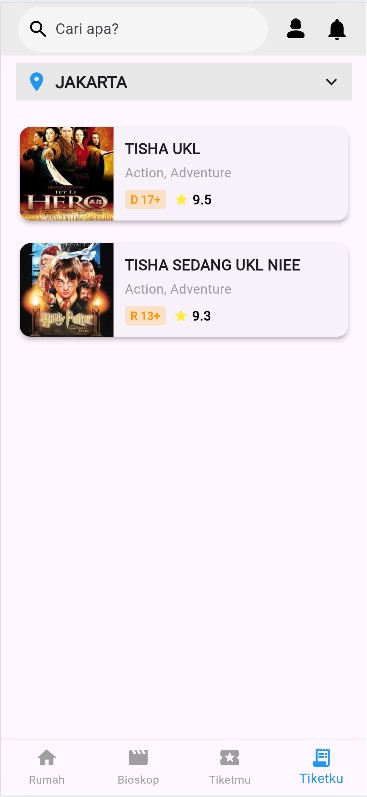 Cari apa?
JAKARTA
JET LI
HERO
TISHA UKL
Action, Adventure
D 17+
9.5
Harry Potter
TISHA SEDANG UKL NIEE
Action, Adventure
R 13+
9.3
Rumah
Bioskop
Tiketmu
Tiketku